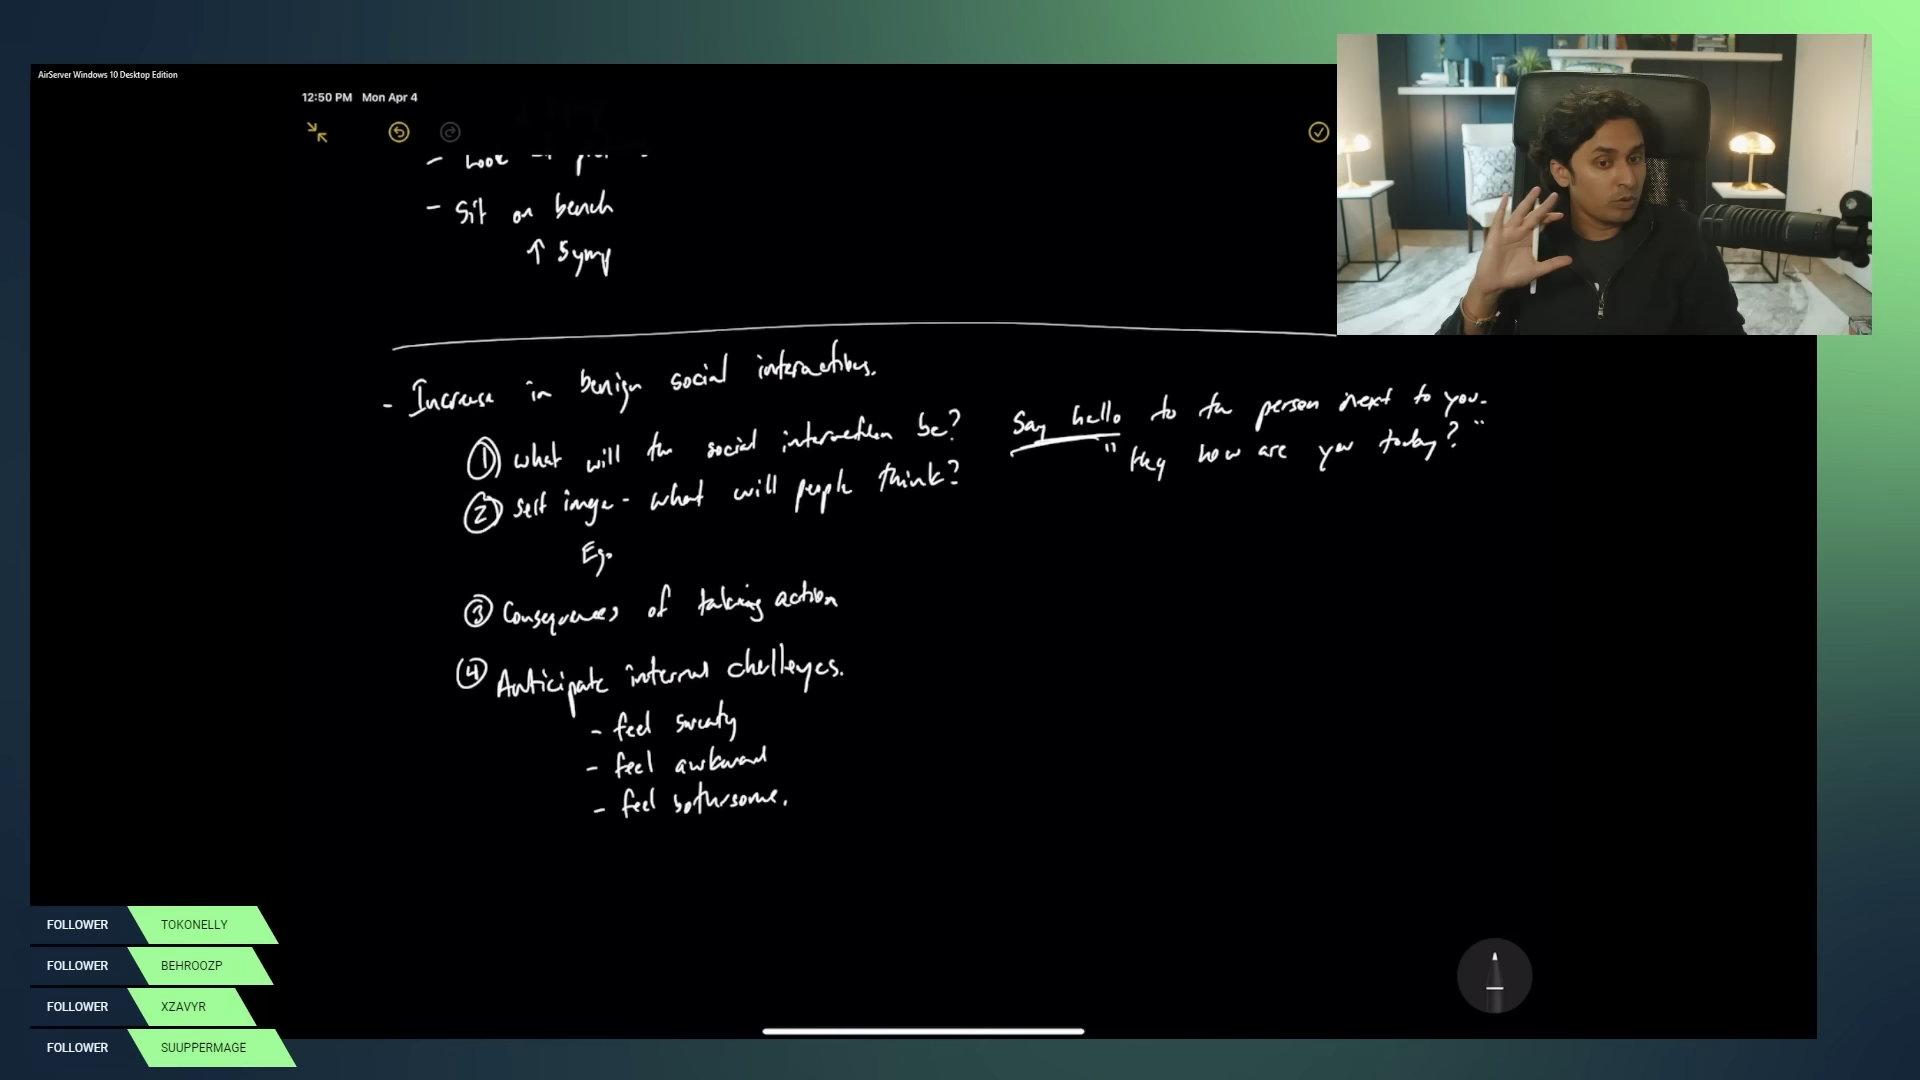 AirServer Windows 10 Desktop Edition
12:50 PM Mon Apr 4
- Look
- Sit on bench
↑ Symp
- Increase in benign social interactions.
① What will the social interaction be?
Say hello to the person next to you.
"Hey how are you today?"
② Self image - what will people think?
Eg.
③ Consequences of taking action
④ Anticipate internal challenges.
- feel sweaty
- feel awkward
- feel bothersome.
FOLLOWER TOKONELLY
FOLLOWER BEHROOZP
FOLLOWER XZAVYR
FOLLOWER SUUPPERMAGE